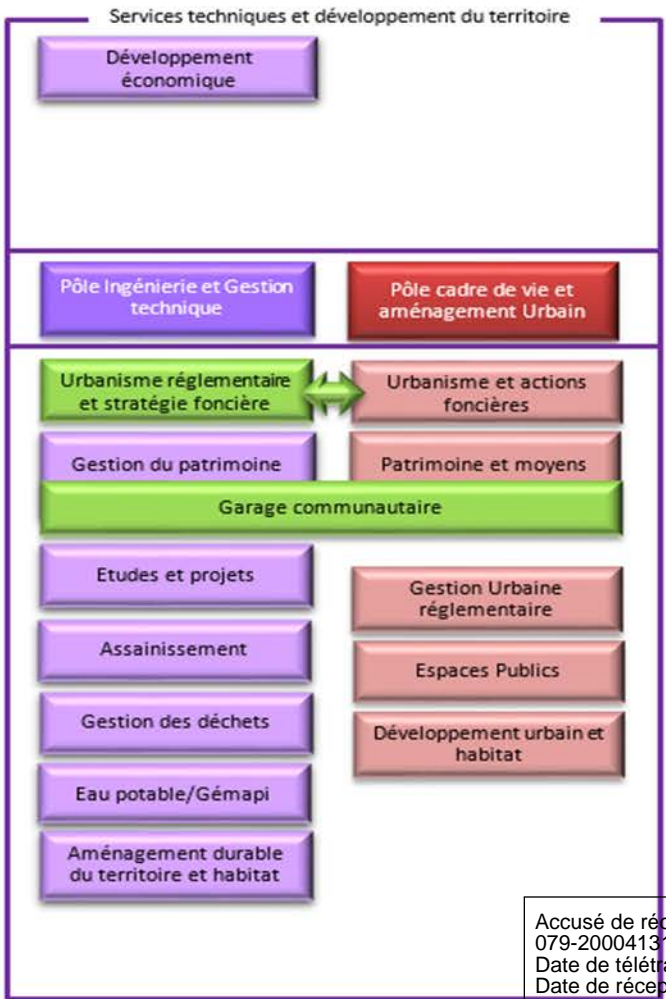 Services techniques et développement du territoire
Développement
économique
Pôle Ingénierie et Gestion
technique
Pôle cadre de vie et
aménagement Urbain
Urbanisme réglementaire
et stratégie foncière
Urbanisme et actions
foncières
Gestion du patrimoine
Patrimoine et moyens
Garage communautaire
Etudes et projets
Assainissement
Gestion des déchets
Eau potable/Gémapi
Aménagement durable
du territoire et habitat
Gestion Urbaine
réglementaire
Espaces Publics
Développement urbain et
habitat
Accusé de
079-20004131
Date de
Date de